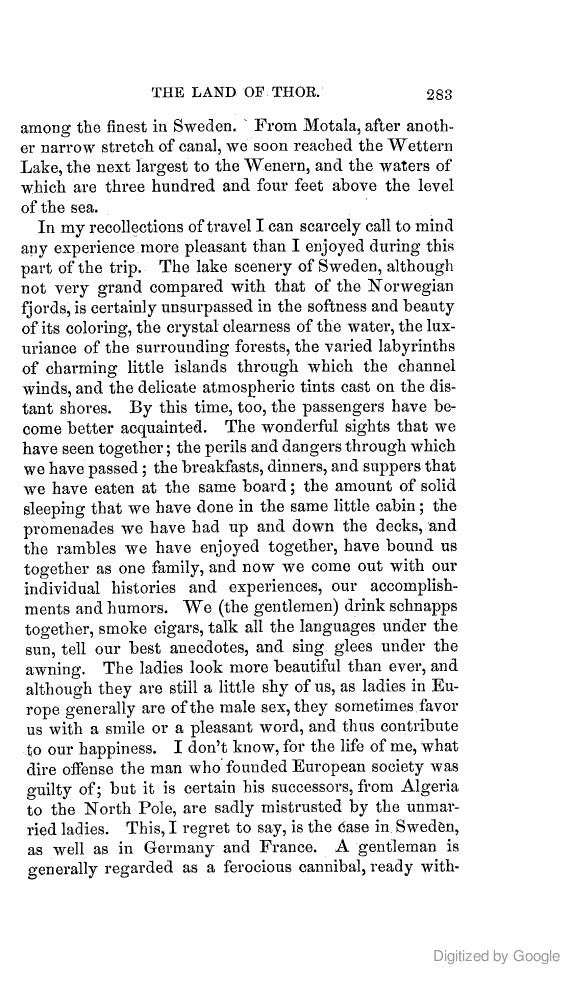 THE LAND OF THOR. 283
among the finest in Sweden. From Motala, after anoth-
er narrow stretch of canal, we soon reached the Wettern
Lake, the next largest to the Wenern, and the waters of
which are three hundred and four feet above the level
of the sea.
In my recollections of travel I can scarcely call to mind
any experience more pleasant than I enjoyed during this
part of the trip. The lake scenery of Sweden, although
not very grand compared with that of the Norwegian
fjords, is certainly unsurpassed in the softness and beauty
of its coloring, the crystal clearness of the water, the lux-
uriance of the surrounding forests, the varied labyrinths
of charming little islands through which the channel
winds, and the delicate atmospheric tints cast on the dis-
tant shores. By this time, too, the passengers have be-
come better acquainted. The wonderful sights that we
have seen together; the perils and dangers through which
we have passed; the breakfasts, dinners, and suppers that
we have eaten at the same board; the amount of solid
sleeping that we have done in the same little cabin; the
promenades we have had up and down the decks, and
the rambles we have enjoyed together, have bound us
together as one family, and now we come out with our
individual histories and experiences, our accomplish-
ments and humors. We (the gentlemen) drink schnapps
together, smoke cigars, talk all the languages under the
sun, tell our best anecdotes, and sing glees under the
awning. The ladies look more beautiful than ever, and
although they are still a little shy of us, as ladies in Eu-
rope generally are of the male sex, they sometimes favor
us with a smile or a pleasant word, and thus contribute
to our happiness. I don't know, for the life of me, what
dire offense the man who founded European society was
guilty of; but it is certain his successors, from Algeria
to the North Pole, are sadly mistrusted by the unmar-
ried ladies. This, I regret to say, is the case in Sweden,
as well as in Germany and France. A gentleman is
generally regarded as a ferocious cannibal, ready with-
Digitized by Google